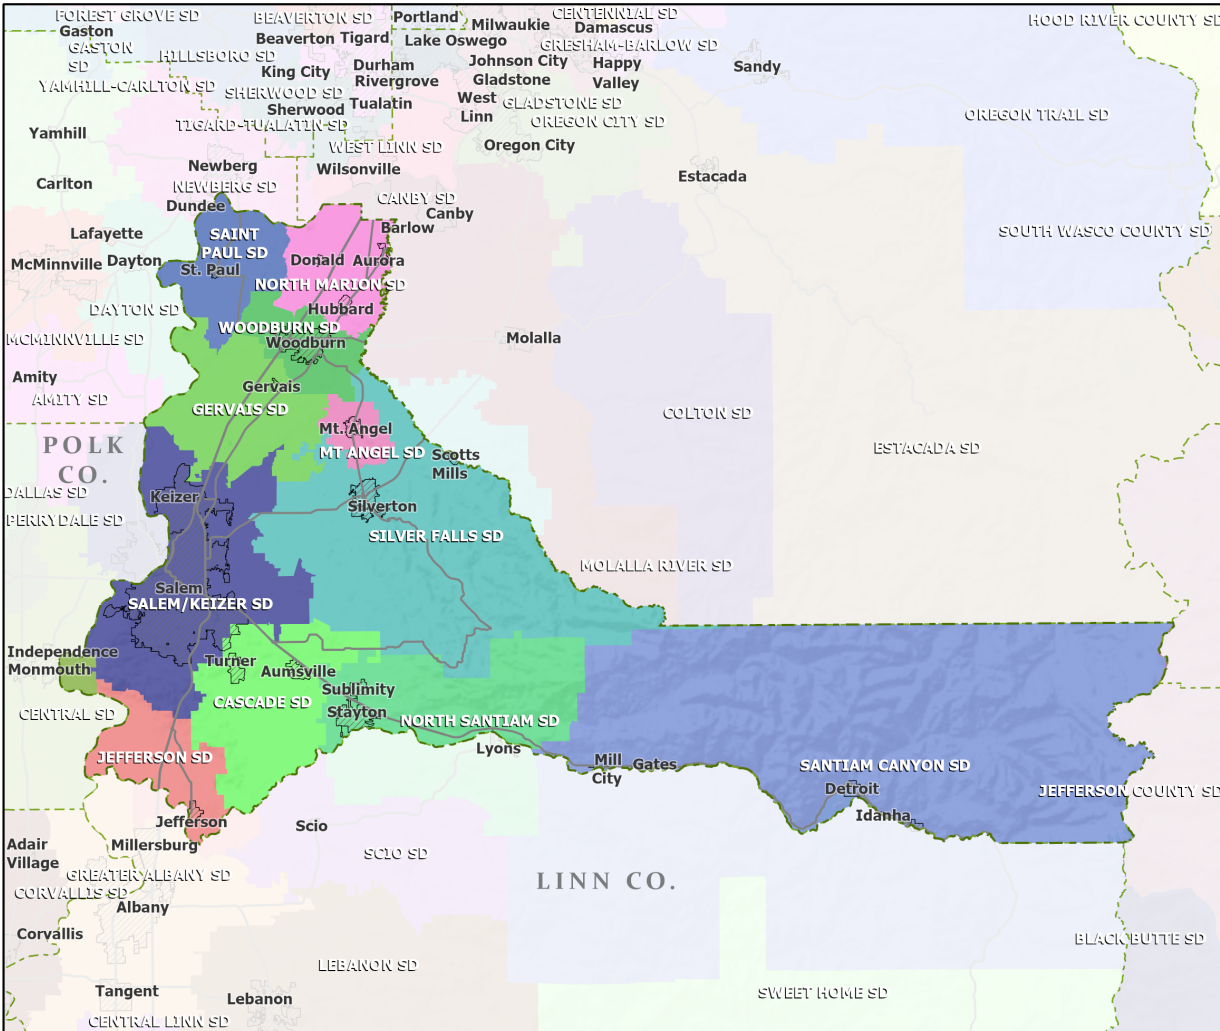 FOREST GROVE SD
BEAVERTON SD
Portland
CENTENNIAL SD
HOOD RIVER COUNTY SD
Gaston
Beaverton
Tigard
Milwaukie
Damascus
GASTON
SD
HILLSBORO SD
Lake Oswego
GRESHAM-BARLOW SD
King City
Durham
Johnson City
Happy
Valley
Sandy
YAMHILL-CARLTON SD
SHERWOOD SD
Rivergrove
Gladstone
Sherwood
Tualatin
West
Linn
GLADSTONE SD
TIGARD-TUALATIN SD
OREGON CITY SD
OREGON TRAIL SD
Yamhill
WEST LINN SD
Oregon City
Newberg
Wilsonville
Estacada
Carlton
NEWBERG SD
CANBY SD
Dundee
Canby
Lafayette
SAINT
PAUL SD
Barlow
SOUTH WASCO COUNTY SD
McMinnville
Dayton
St. Paul
Donald
Aurora
NORTH MARION SD
DAYTON SD
Hubbard
MCMINNVILLE SD
WOODBURN SD
Woodburn
Molalla
Amity
Gervais
AMITY SD
GERVAIS SD
COLTON SD
Mt. Angel
POLK
CO.
MT ANGEL SD
Scotts
Mills
ESTACADA SD
DALLAS SD
Keizer
Silverton
PERRYDALE SD
SILVER FALLS SD
MOLALLA RIVER SD
Salem
SALEM/KEIZER SD
Independence
Monmouth
Turner
Aumsville
Sublimity
CENTRAL SD
CASCADE SD
Stayton
NORTH SANTIAM SD
JEFFERSON SD
Lyons
Mill
City
Gates
SANTIAM CANYON SD
Detroit
JEFFERSON COUNTY SD
Jefferson
Scio
Idanha
Adair
Village
Millersburg
SCIO SD
GREATER ALBANY SD
LINN CO.
CORVALLIS SD
Albany
Corvallis
BLACK BUTTE SD
LEBANON SD
Tangent
Lebanon
SWEET HOME SD
CENTRAL LINN SD